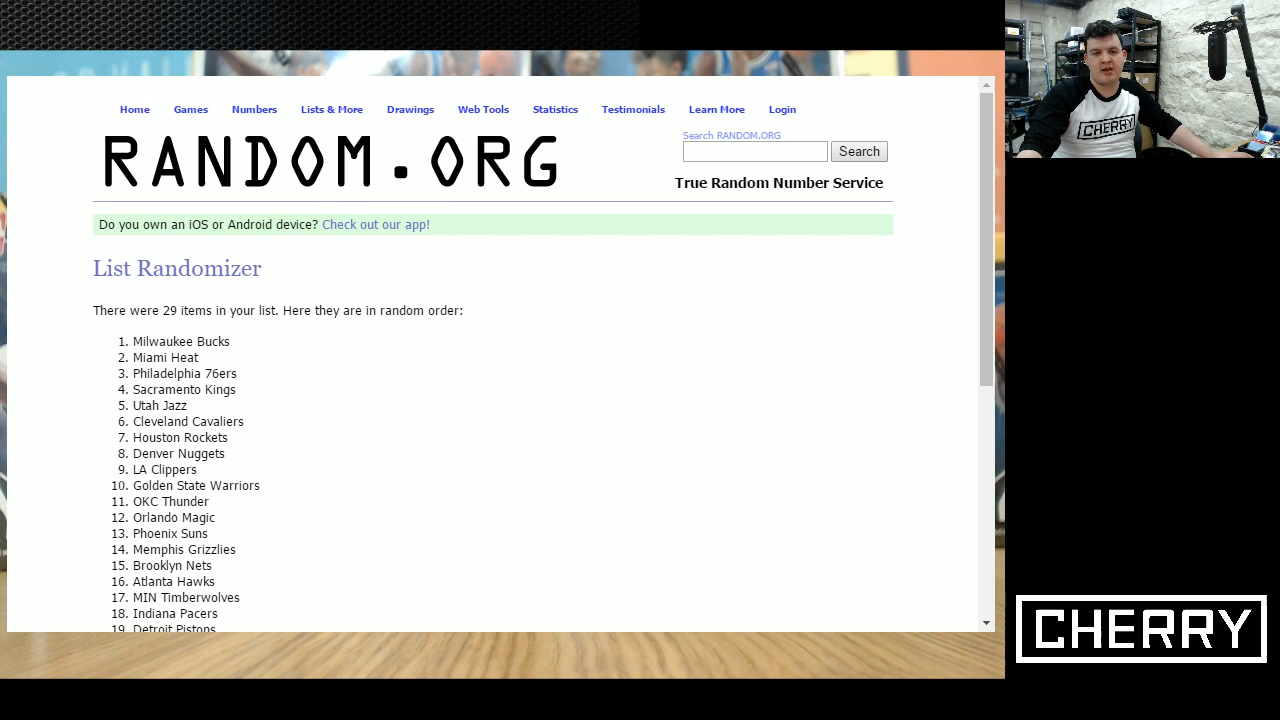 Home Games Numbers Lists & More Drawings Web Tools Statistics Testimonials Learn More Login
RANDOM.ORG
Search RANDOM.ORG
Search
True Random Number Service
Do you own an iOS or Android device? Check out our app!
List Randomizer
There were 29 items in your list. Here they are in random order:
1. Milwaukee Bucks
2. Miami Heat
3. Philadelphia 76ers
4. Sacramento Kings
5. Utah Jazz
6. Cleveland Cavaliers
7. Houston Rockets
8. Denver Nuggets
9. LA Clippers
10. Golden State Warriors
11. OKC Thunder
12. Orlando Magic
13. Phoenix Suns
14. Memphis Grizzlies
15. Brooklyn Nets
16. Atlanta Hawks
17. MIN Timberwolves
18. Indiana Pacers
19. Detroit Pistons
CHERRY
CHERRY